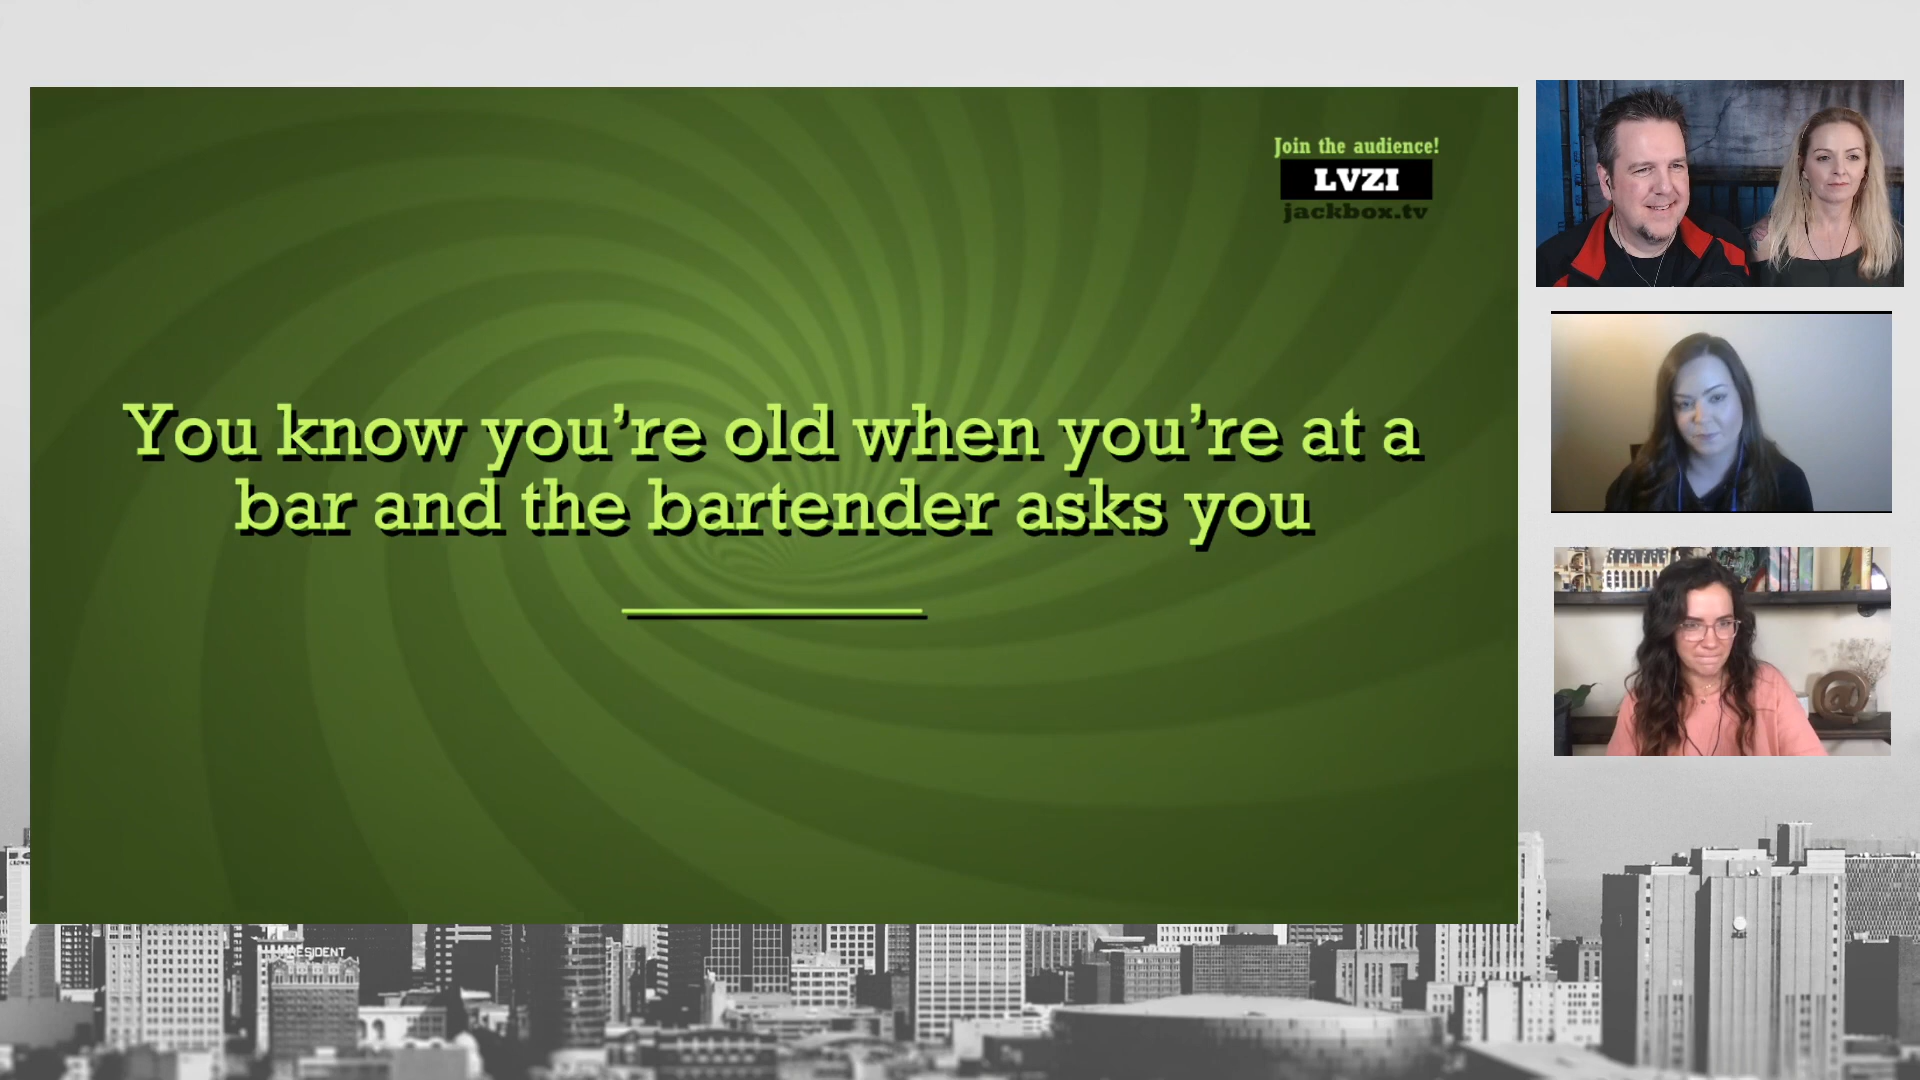 Join the audience!
LVZI
jackbox.tv
You know you’re old when you’re at a
bar and the bartender asks you
PRESIDENT